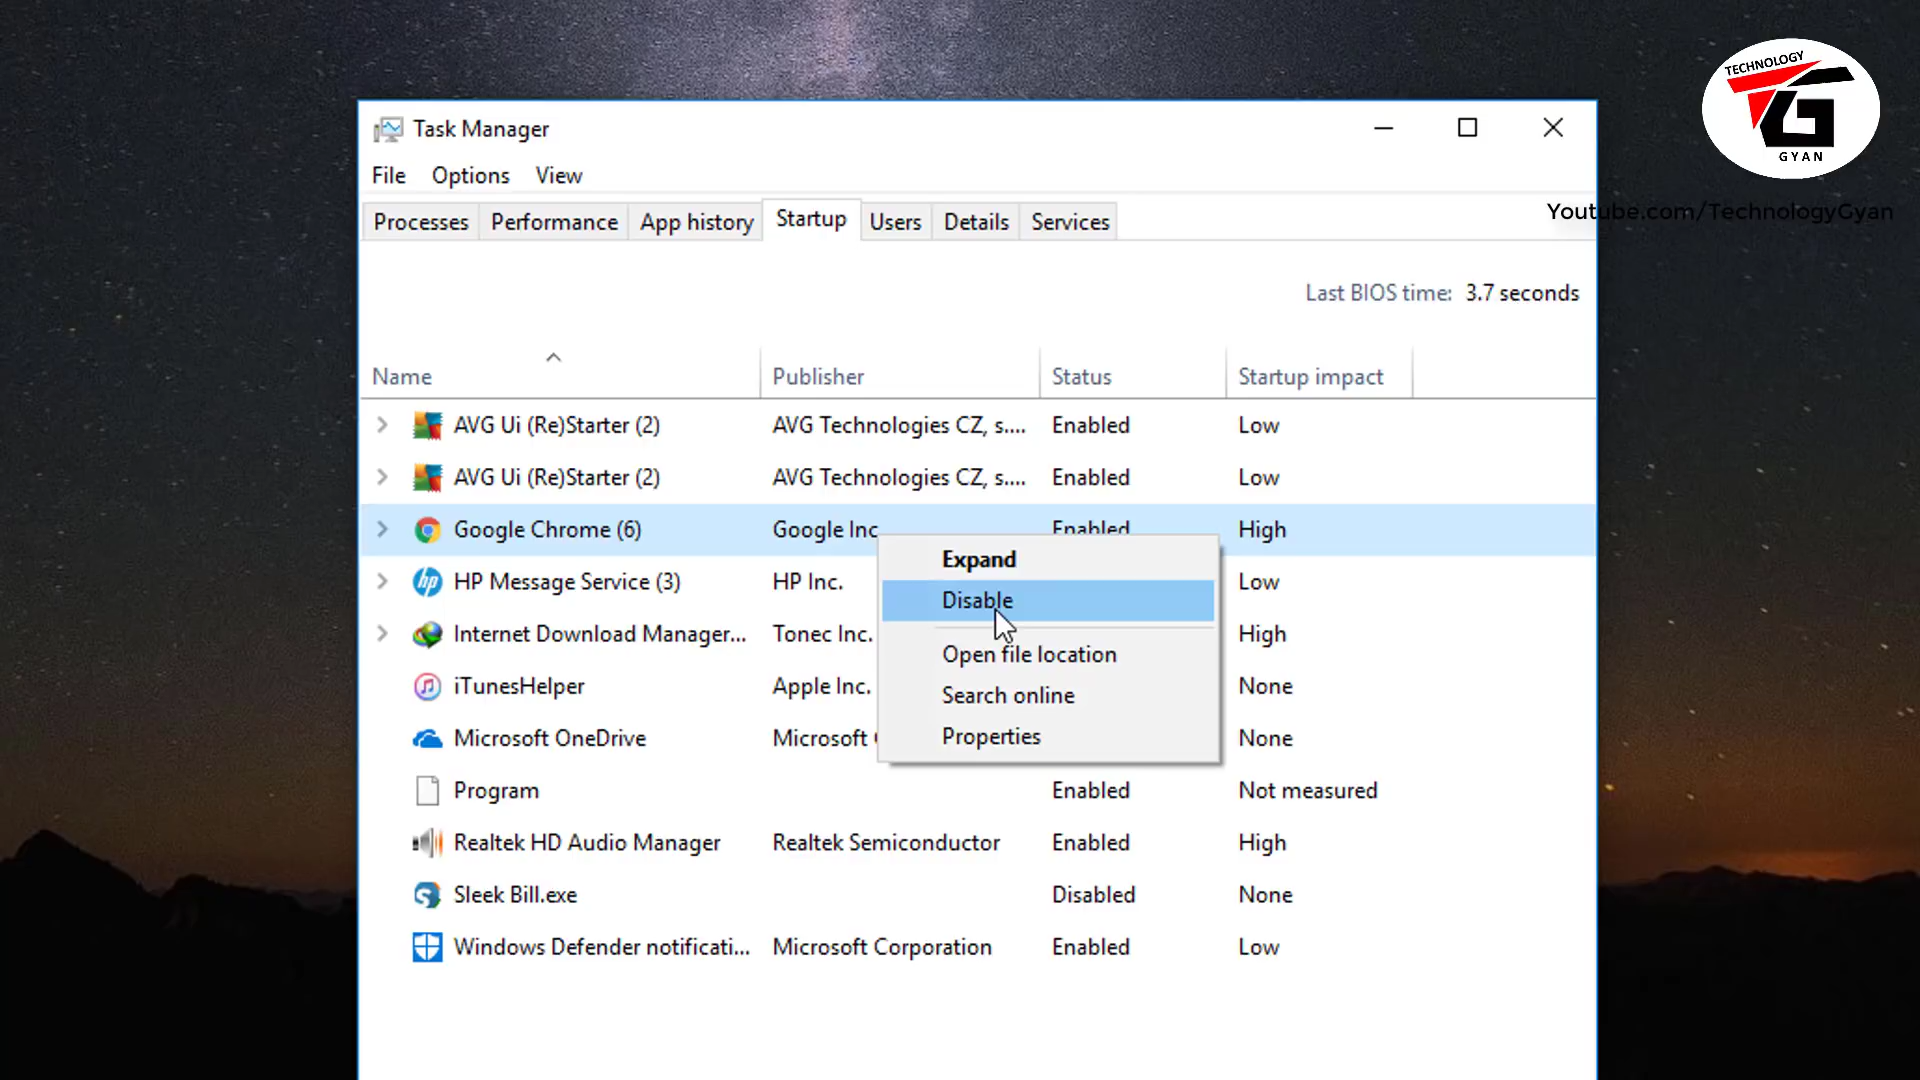 TECHNOLOGY
GYAN
Youtube.com/TechnologyGyan
Task Manager
File Options View
Processes Performance App history Startup Users Details Services
Last BIOS time: 3.7 seconds
Name Publisher Status Startup impact
AVG Ui (Re)Starter (2) AVG Technologies CZ, s.... Enabled Low
AVG Ui (Re)Starter (2) AVG Technologies CZ, s.... Enabled Low
Google Chrome (6) Google Inc Enabled High
Expand
HP Message Service (3) HP Inc. Low
Disable
Internet Download Manager... Tonec Inc. High
Open file location
iTunesHelper Apple Inc. None
Search online
Microsoft OneDrive Microsoft None
Properties
Program Enabled Not measured
Realtek HD Audio Manager Realtek Semiconductor Enabled High
Sleek Bill.exe Disabled None
Windows Defender notificati... Microsoft Corporation Enabled Low